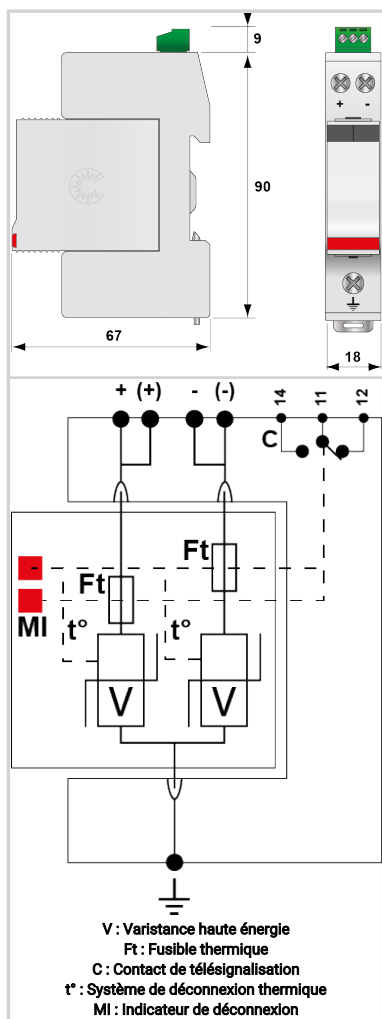 9
90
67
+ -
18
+ (+) - (-)
14 11 12
C
Ft
Ft
-
MI
t° t°
V V
V : Varistance haute énergie
Ft : Fusible thermique
C : Contact de télésignalisation
t° : Système de déconnexion thermique
MI : Indicateur de déconnexion